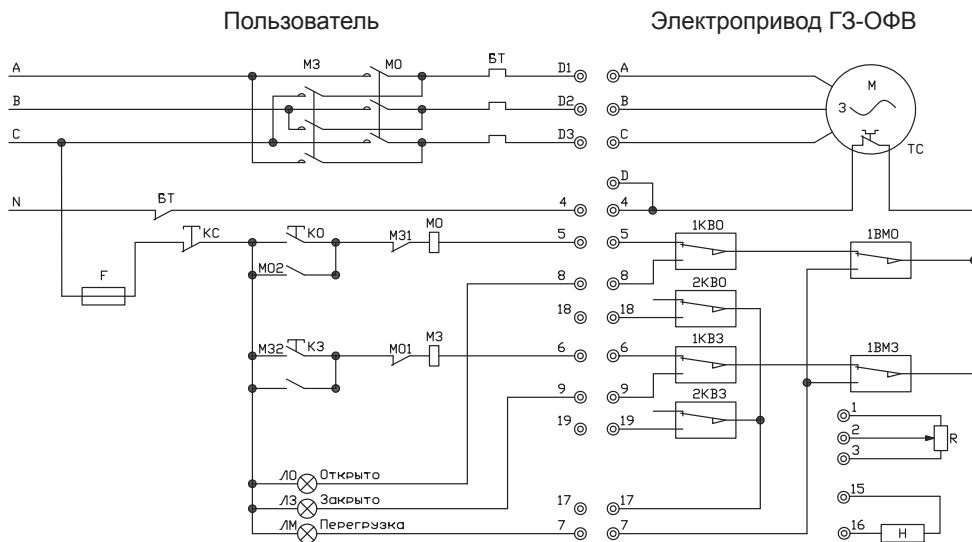 Пользователь Электропривод ГЗ-ОФВ
A МЗ МО БТ D1 A М
B D2 B 3
C D3 C ТС
D
N БТ 4 4
КС КО МЗ1 МО 5 5 1КВО 1ВМО
F МО2 8 8
2КВО
18 18
МЗ2 КЗ МО1 МЗ 6 6 1КВЗ 1ВМЗ
9 9
2КВЗ 1
19 19 2 R
3
ЛО Открыто
ЛЗ Закрыто 17 17 15
ЛМ Перегрузка 7 7 16 Н